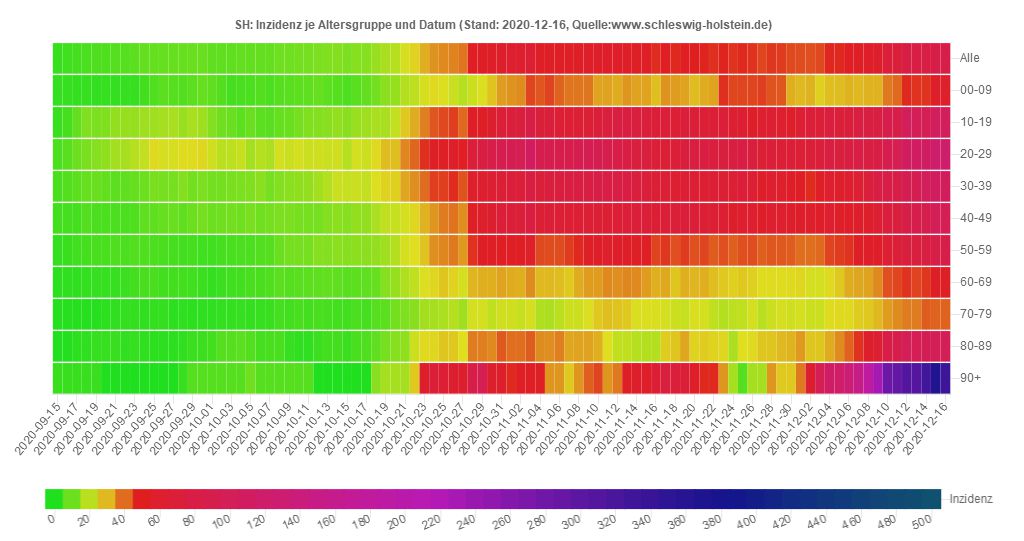 SH: Inzidenz je Altersgruppe und Datum (Stand: 2020-12-16, Quelle:www.schleswig-holstein.de)
Alle
00-09
10-19
20-29
30-39
40-49
50-59
60-69
70-79
80-89
90+
2020-09-15 2020-09-17 2020-09-19 2020-09-21 2020-09-23 2020-09-25 2020-09-27 2020-09-29 2020-10-01 2020-10-03 2020-10-05 2020-10-07 2020-10-09 2020-10-11 2020-10-13 2020-10-15 2020-10-17 2020-10-19 2020-10-21 2020-10-23 2020-10-25 2020-10-27 2020-10-29 2020-10-31 2020-11-02 2020-11-04 2020-11-06 2020-11-08 2020-11-10 2020-11-12 2020-11-14 2020-11-16 2020-11-18 2020-11-20 2020-11-22 2020-11-24 2020-11-26 2020-11-28 2020-11-30 2020-12-02 2020-12-04 2020-12-06 2020-12-08 2020-12-10 2020-12-12 2020-12-14 2020-12-16
Inzidenz
0 20 40 60 80 100 120 140 160 180 200 220 240 260 280 300 320 340 360 380 400 420 440 460 480 500